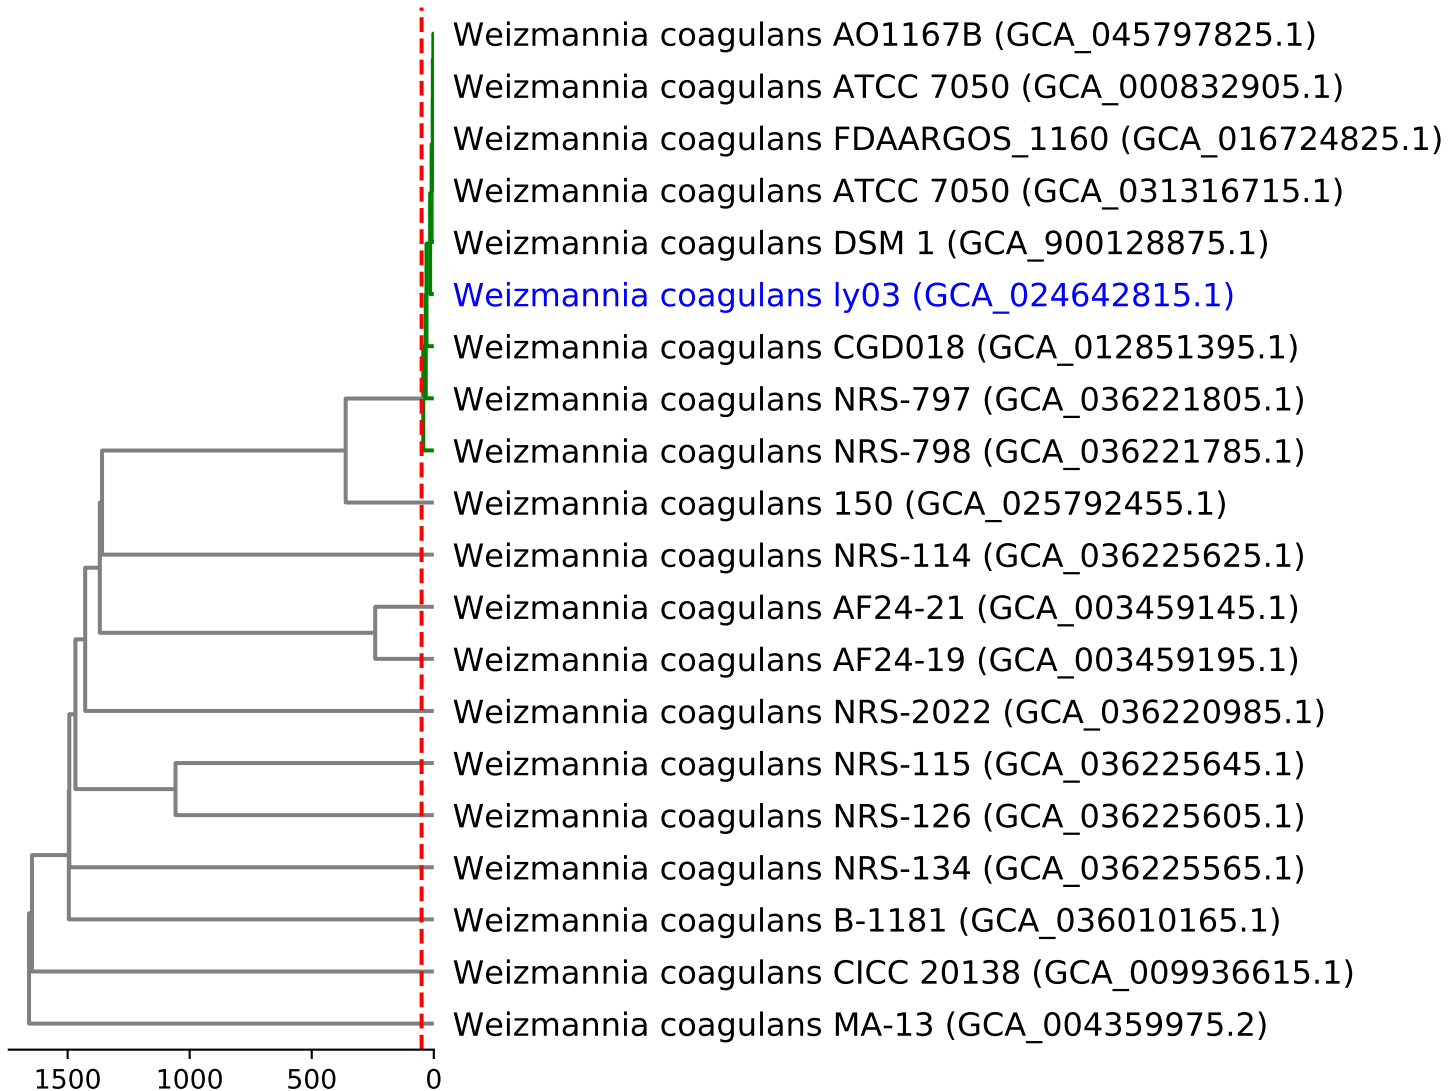 Weizmannia coagulans AO1167B (GCA_045797825.1)
Weizmannia coagulans ATCC 7050 (GCA_000832905.1)
Weizmannia coagulans FDAARGOS_1160 (GCA_016724825.1)
Weizmannia coagulans ATCC 7050 (GCA_031316715.1)
Weizmannia coagulans DSM 1 (GCA_900128875.1)
Weizmannia coagulans ly03 (GCA_024642815.1)
Weizmannia coagulans CGD018 (GCA_012851395.1)
Weizmannia coagulans NRS-797 (GCA_036221805.1)
Weizmannia coagulans NRS-798 (GCA_036221785.1)
Weizmannia coagulans 150 (GCA_025792455.1)
Weizmannia coagulans NRS-114 (GCA_036225625.1)
Weizmannia coagulans AF24-21 (GCA_003459145.1)
Weizmannia coagulans AF24-19 (GCA_003459195.1)
Weizmannia coagulans NRS-2022 (GCA_036220985.1)
Weizmannia coagulans NRS-115 (GCA_036225645.1)
Weizmannia coagulans NRS-126 (GCA_036225605.1)
Weizmannia coagulans NRS-134 (GCA_036225565.1)
Weizmannia coagulans B-1181 (GCA_036010165.1)
Weizmannia coagulans CICC 20138 (GCA_009936615.1)
Weizmannia coagulans MA-13 (GCA_004359975.2)
1500 1000 500 0